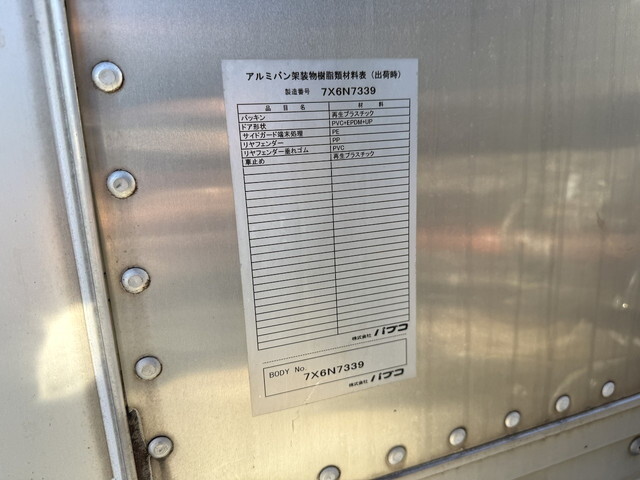 アルミバン架装物樹脂類材料表（出荷時）
製造番号 7X6N7339
品目名 材料
パッキン 再生プラスチック
ドア形状 PVC+EPDM+UP
サイドガード端末処理 PE
リヤフェンダー PP
リヤフェンダー垂れゴム PVC
車止め 再生プラスチック
株式会社パブコ
BODY No. 7X6N7339
株式会社パブコ